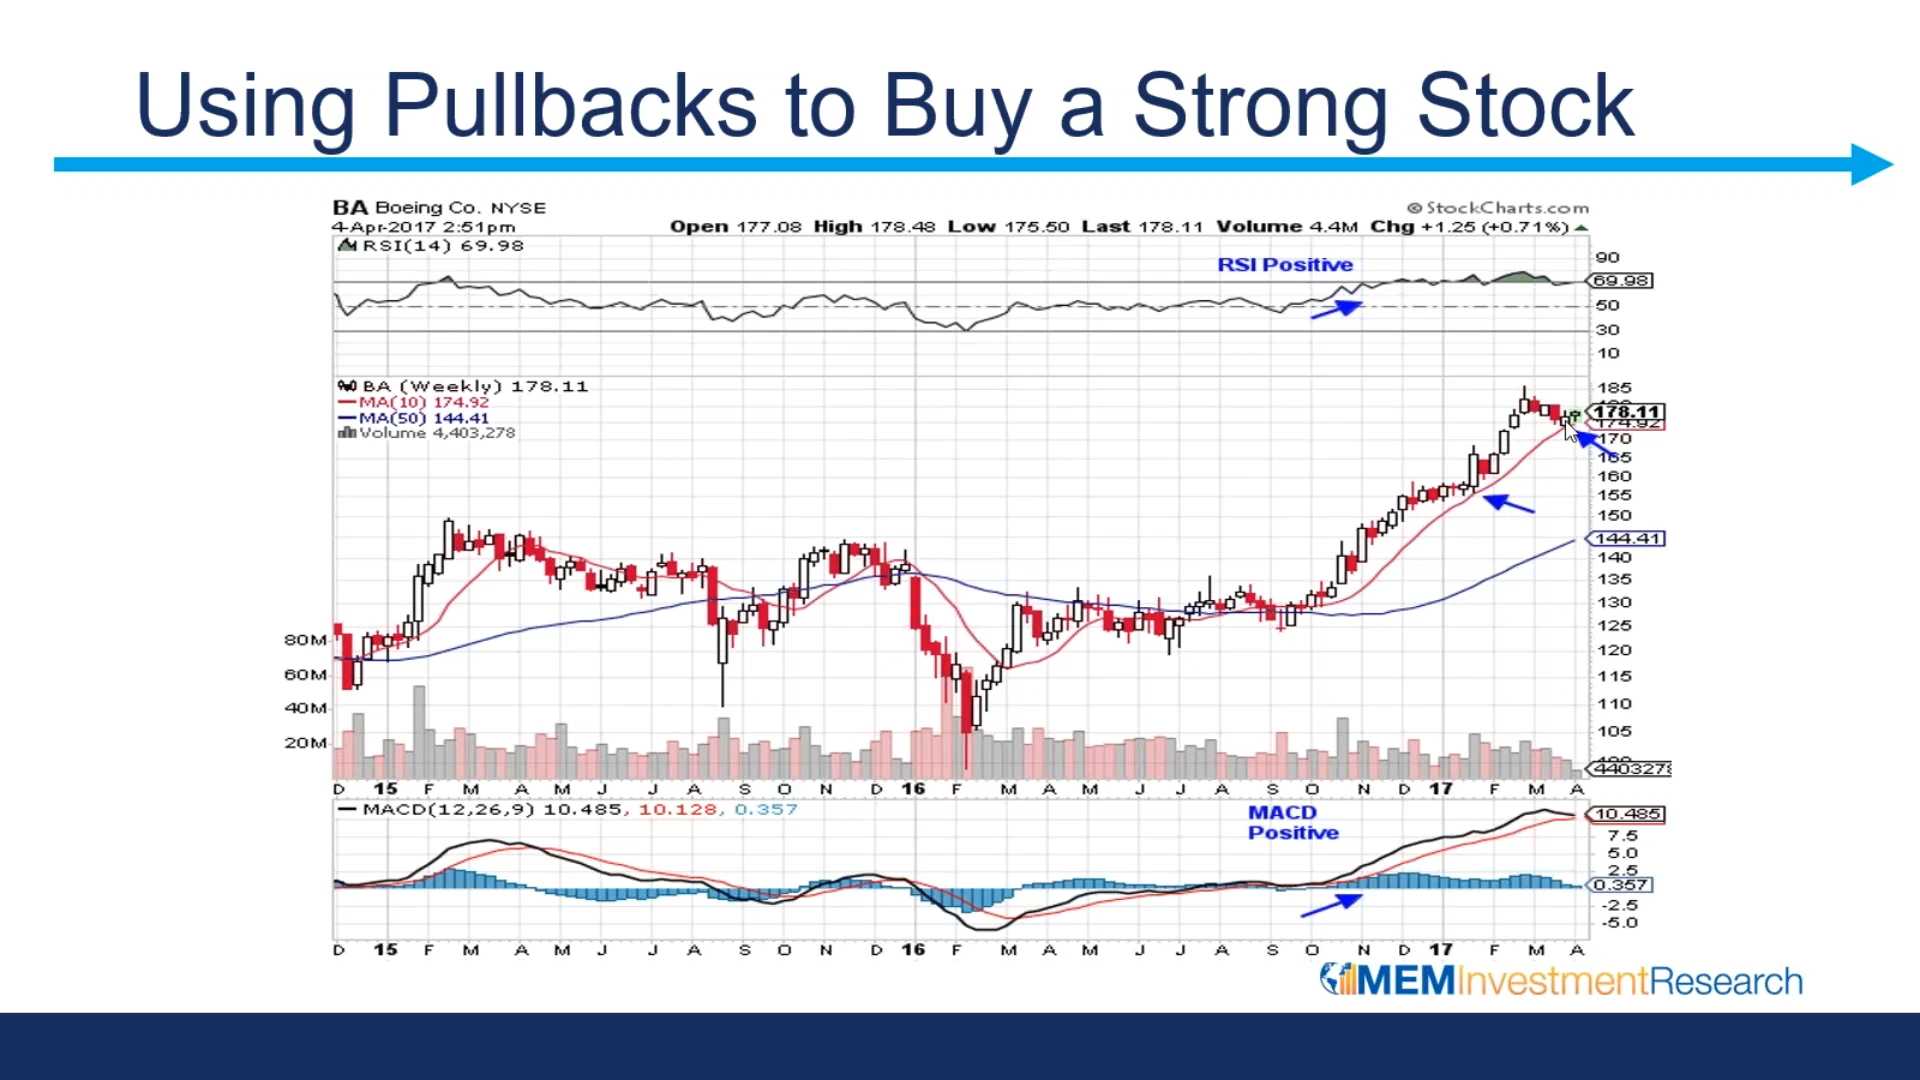 Using Pullbacks to Buy a Strong Stock
BA Boeing Co. NYSE
© StockCharts.com
4-Apr-2017 2:51pm
Open 177.08 High 178.48 Low 175.50 Last 178.11 Volume 4.4M Chg +1.25 (+0.71%)
RSI(14) 69.98
RSI Positive
90
69.98
50
30
10
BA (Weekly) 178.11
MA(10) 174.92
MA(50) 144.41
Volume 4,403,278
185
178.11
174.92
170
165
160
155
150
144.41
140
135
130
125
120
115
110
105
4403278
80M
60M
40M
20M
D 15 F M A M J J A S O N D 16 F M A M J J A S O N D 17 F M A
MACD(12,26,9) 10.485, 10.128, 0.357
MACD
Positive
10.485
7.5
5.0
2.5
0.357
-2.5
-5.0
D 15 F M A M J J A S O N D 16 F M A M J J A S O N D 17 F M A
MEMInvestmentResearch